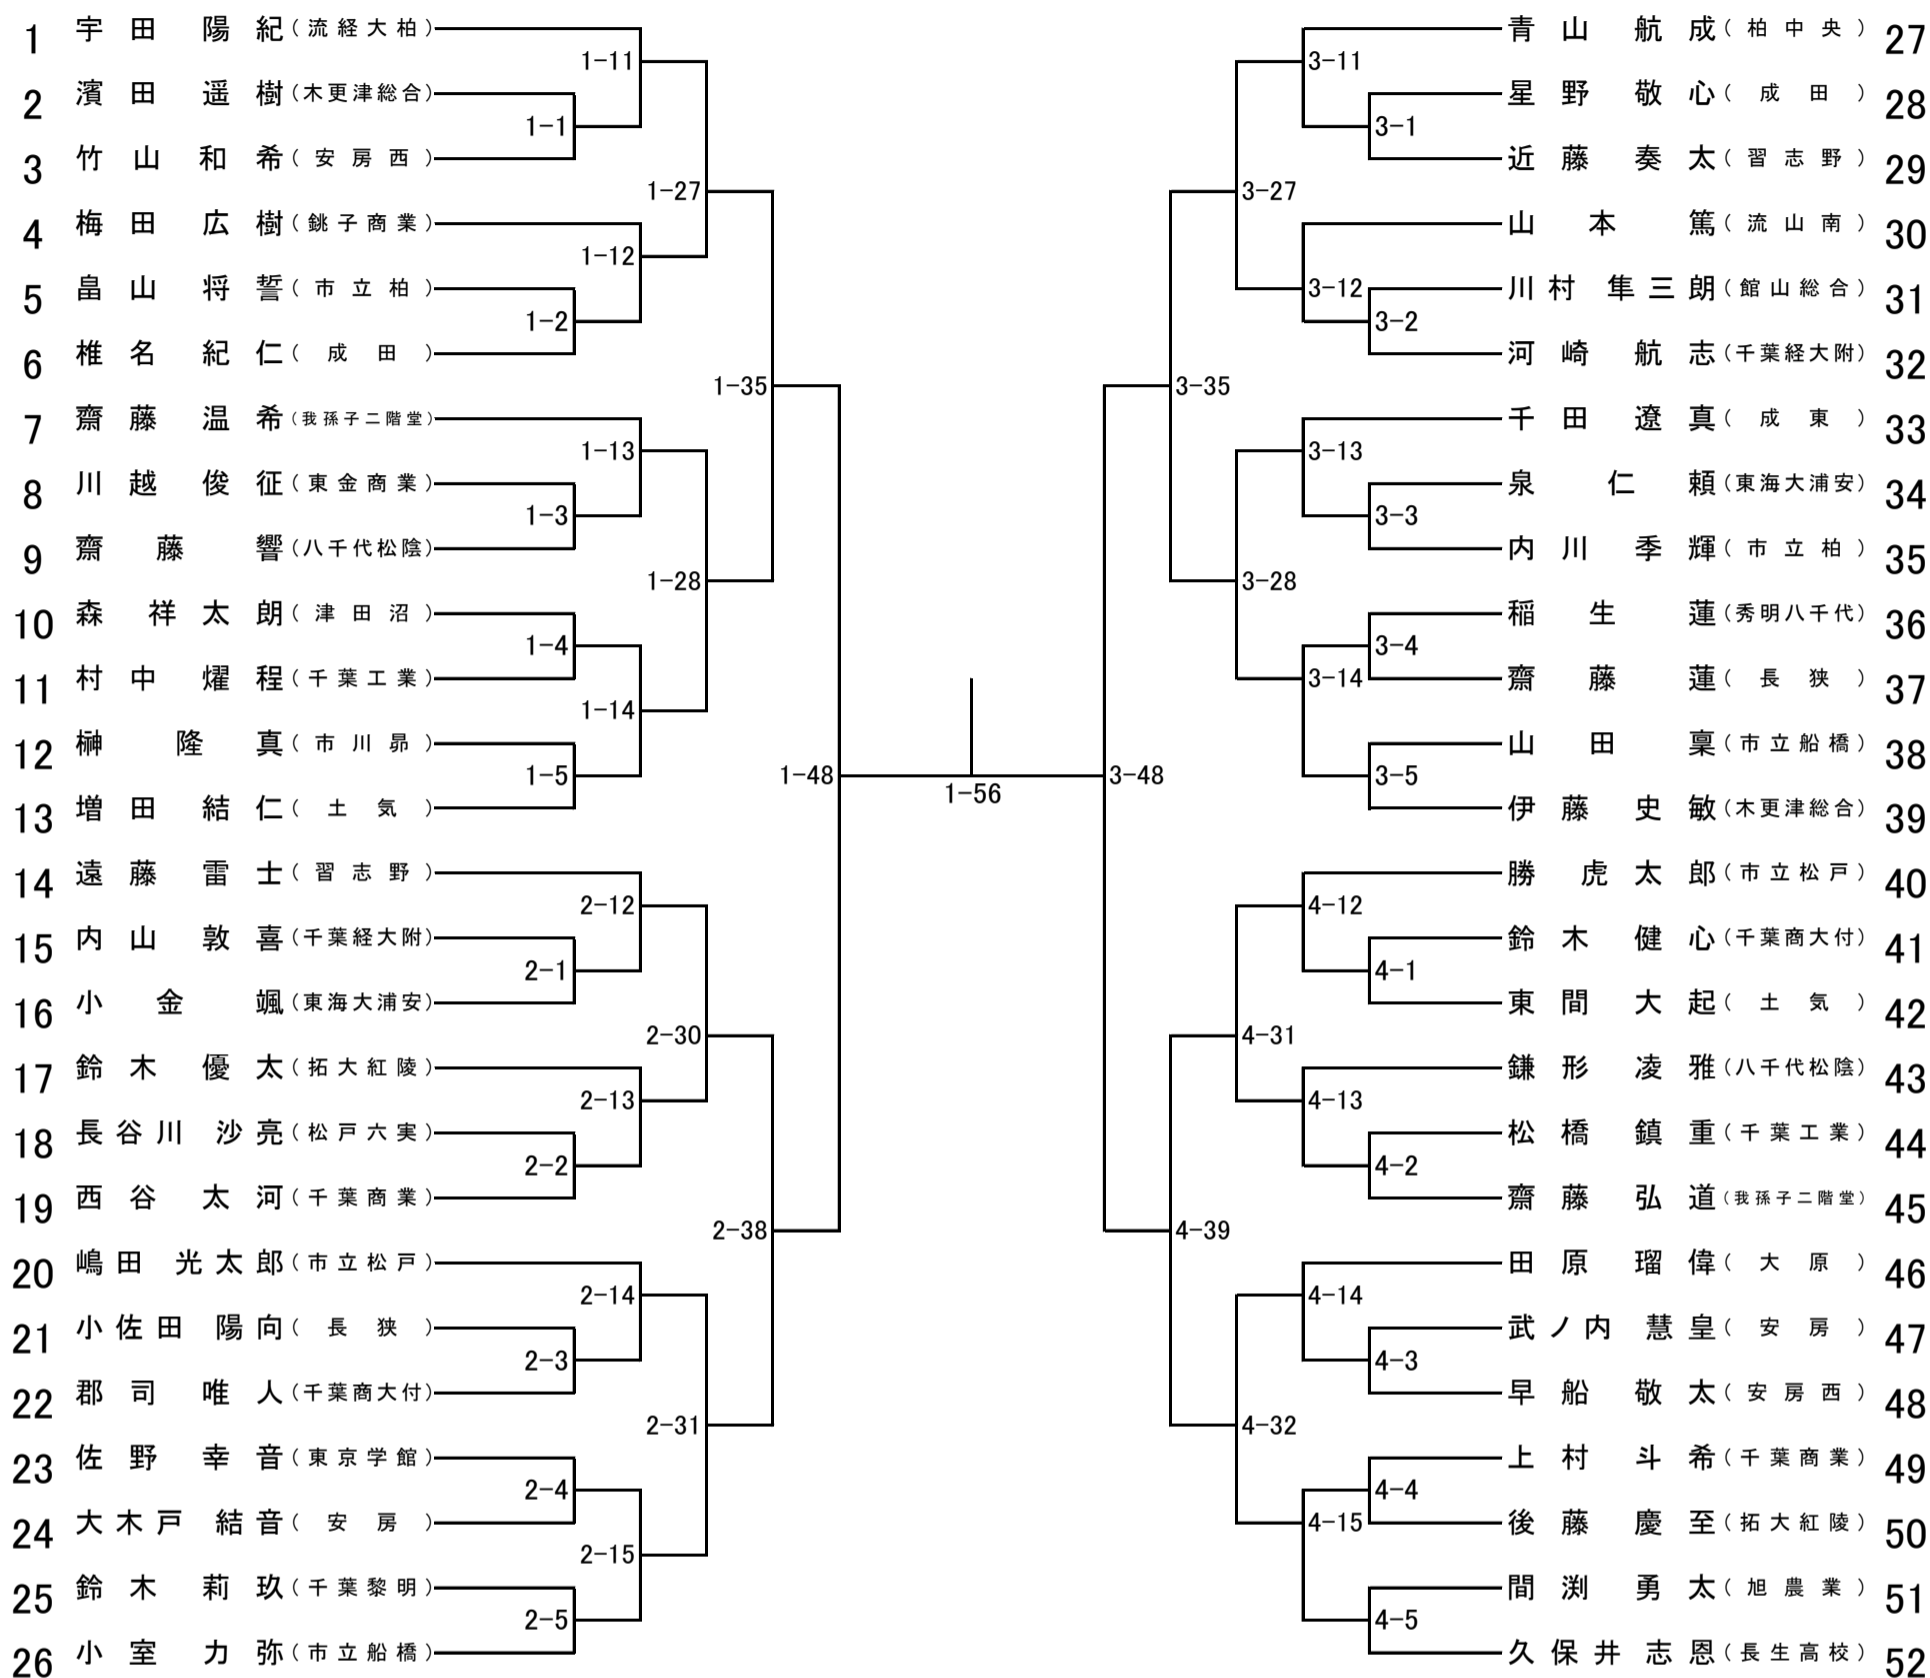 1 宇田 陽紀(流経大柏)
1-11
2 濱田 遥樹(木更津総合)
1-1
3 竹山 和希(安房西)
1-27
4 梅田 広樹(銚子商業)
1-12
5 畠山 将誓(市立柏)
1-2
6 椎名 紀仁(成田)
1-35
7 齋藤 温希(我孫子二階堂)
1-13
8 川越 俊征(東金商業)
1-3
9 齋藤 響(八千代松陰)
1-28
10 森 祥太朗(津田沼)
1-4
11 村中 燿程(千葉工業)
1-14
12 榊 隆真(市川昴)
1-5
13 増田 結仁(土気)
1-48
14 遠藤 雷士(習志野)
2-12
15 内山 敦喜(千葉経大附)
2-1
16 小金 颯(東海大浦安)
2-30
17 鈴木 優太(拓大紅陵)
2-13
18 長谷川 沙亮(松戸六実)
2-2
19 西谷 太河(千葉商業)
2-38
20 嶋田 光太郎(市立松戸)
2-14
21 小佐田 陽向(長狭)
2-3
22 郡司 唯人(千葉商大付)
2-31
23 佐野 幸音(東京学館)
2-4
24 大木戸 結音(安房)
2-15
25 鈴木 莉玖(千葉黎明)
2-5
26 小室 力弥(市立船橋)
1-56
青山 航成(柏中央) 27
3-11
星野 敬心(成田) 28
3-1
近藤 奏太(習志野) 29
3-27
山本 篤(流山南) 30
3-12
川村 隼三朗(館山総合) 31
3-2
河崎 航志(千葉経大附) 32
3-35
千田 遼真(成東) 33
3-13
泉 仁頼(東海大浦安) 34
3-3
内川 季輝(市立柏) 35
3-28
稲生 蓮(秀明八千代) 36
3-4
齋藤 蓮(長狭) 37
3-14
山田 稟(市立船橋) 38
3-5
伊藤 史敏(木更津総合) 39
3-48
勝 虎太郎(市立松戸) 40
4-12
鈴木 健心(千葉商大付) 41
4-1
東間 大起(土気) 42
4-31
鎌形 凌雅(八千代松陰) 43
4-13
松橋 鎮重(千葉工業) 44
4-2
齋藤 弘道(我孫子二階堂) 45
4-39
田原 瑠偉(大原) 46
4-14
武ノ内 慧皇(安房) 47
4-3
早船 敬太(安房西) 48
4-32
上村 斗希(千葉商業) 49
4-4
後藤 慶至(拓大紅陵) 50
4-15
間渕 勇太(旭農業) 51
4-5
久保井 志恩(長生高校) 52